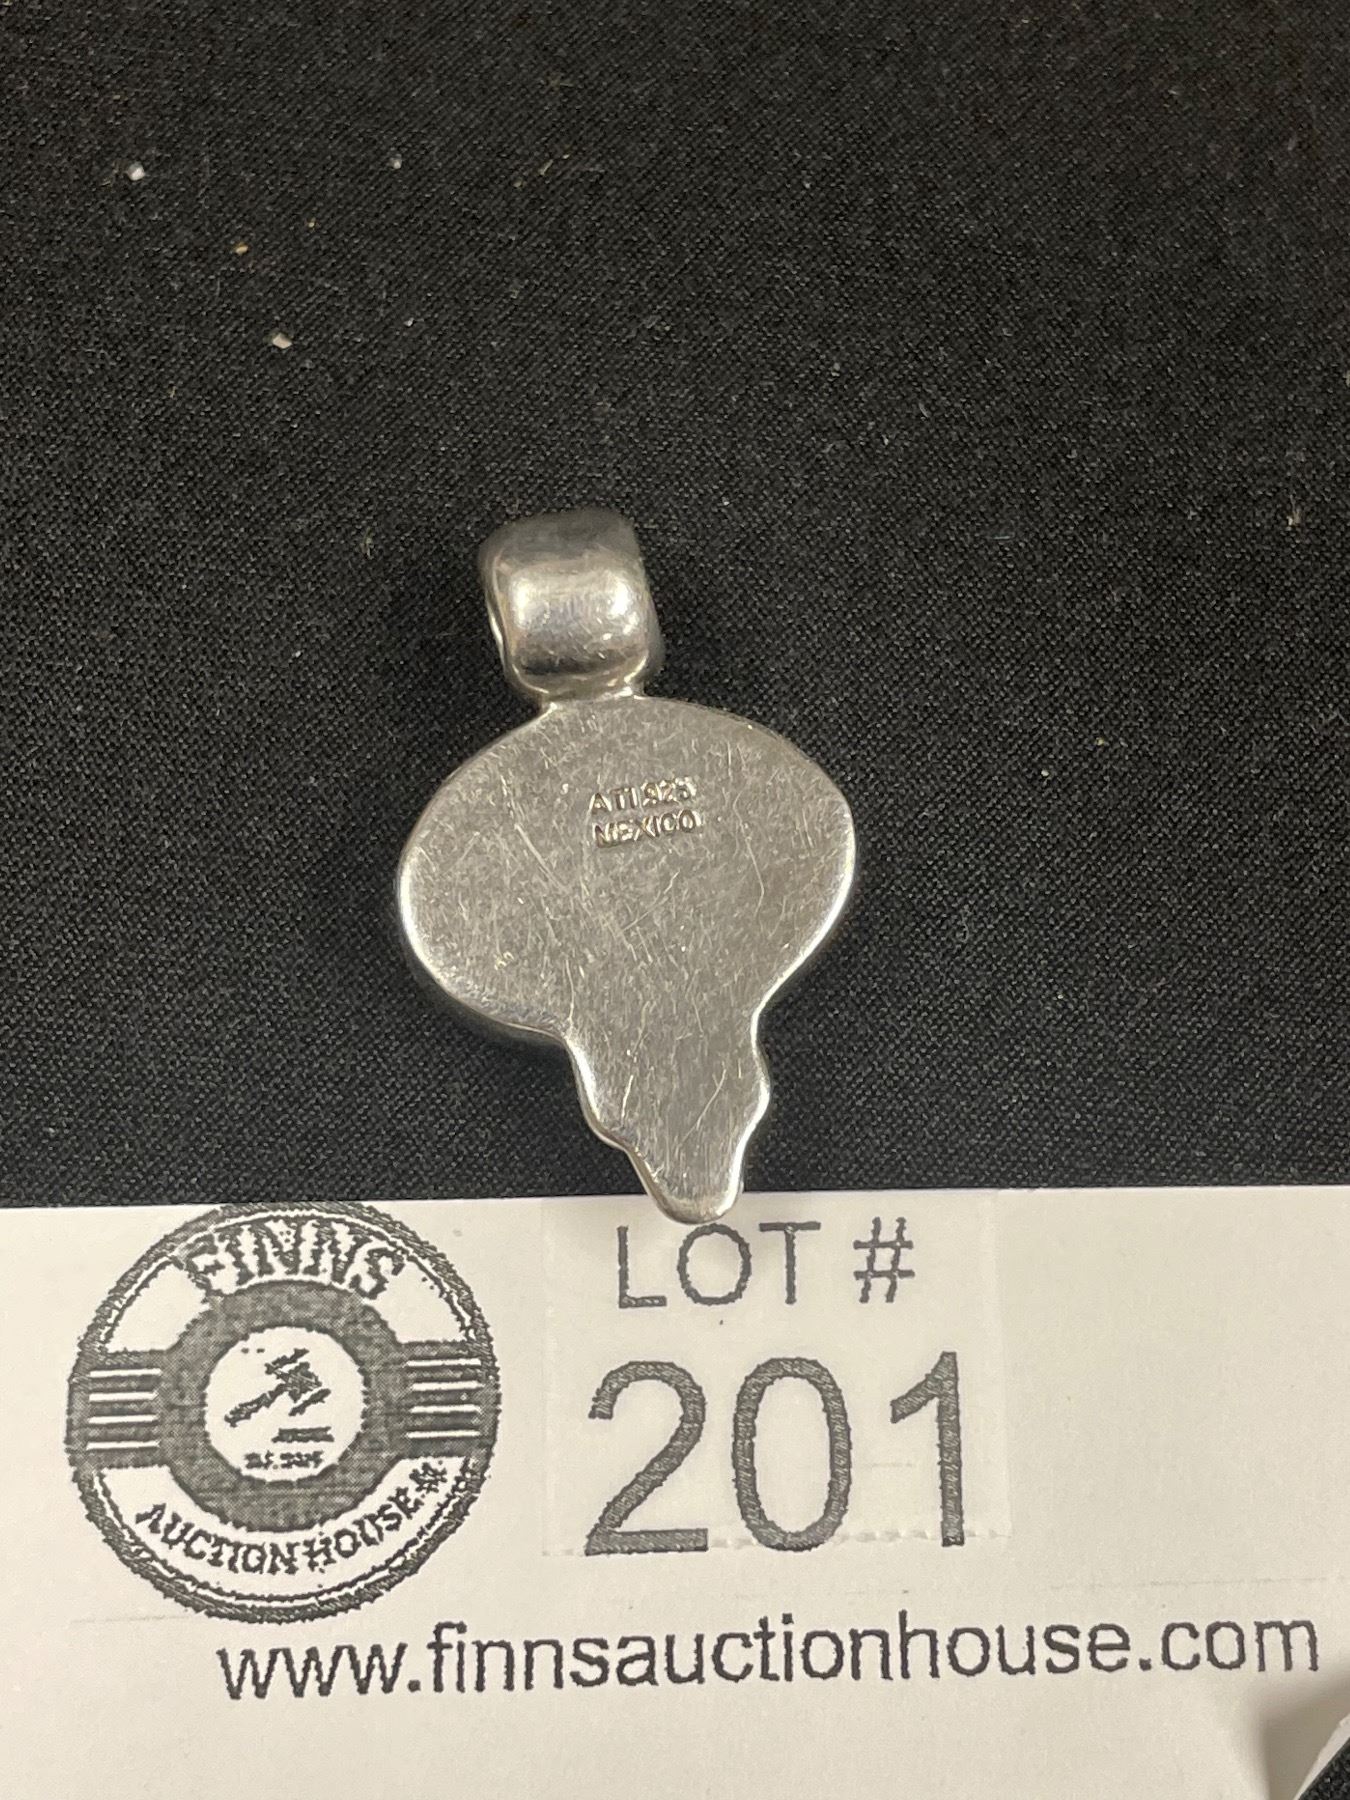 ATI 925
MEXICO
FINNS
AUCTION HOUSE
LOT #
201
www.finnsauctionhouse.com